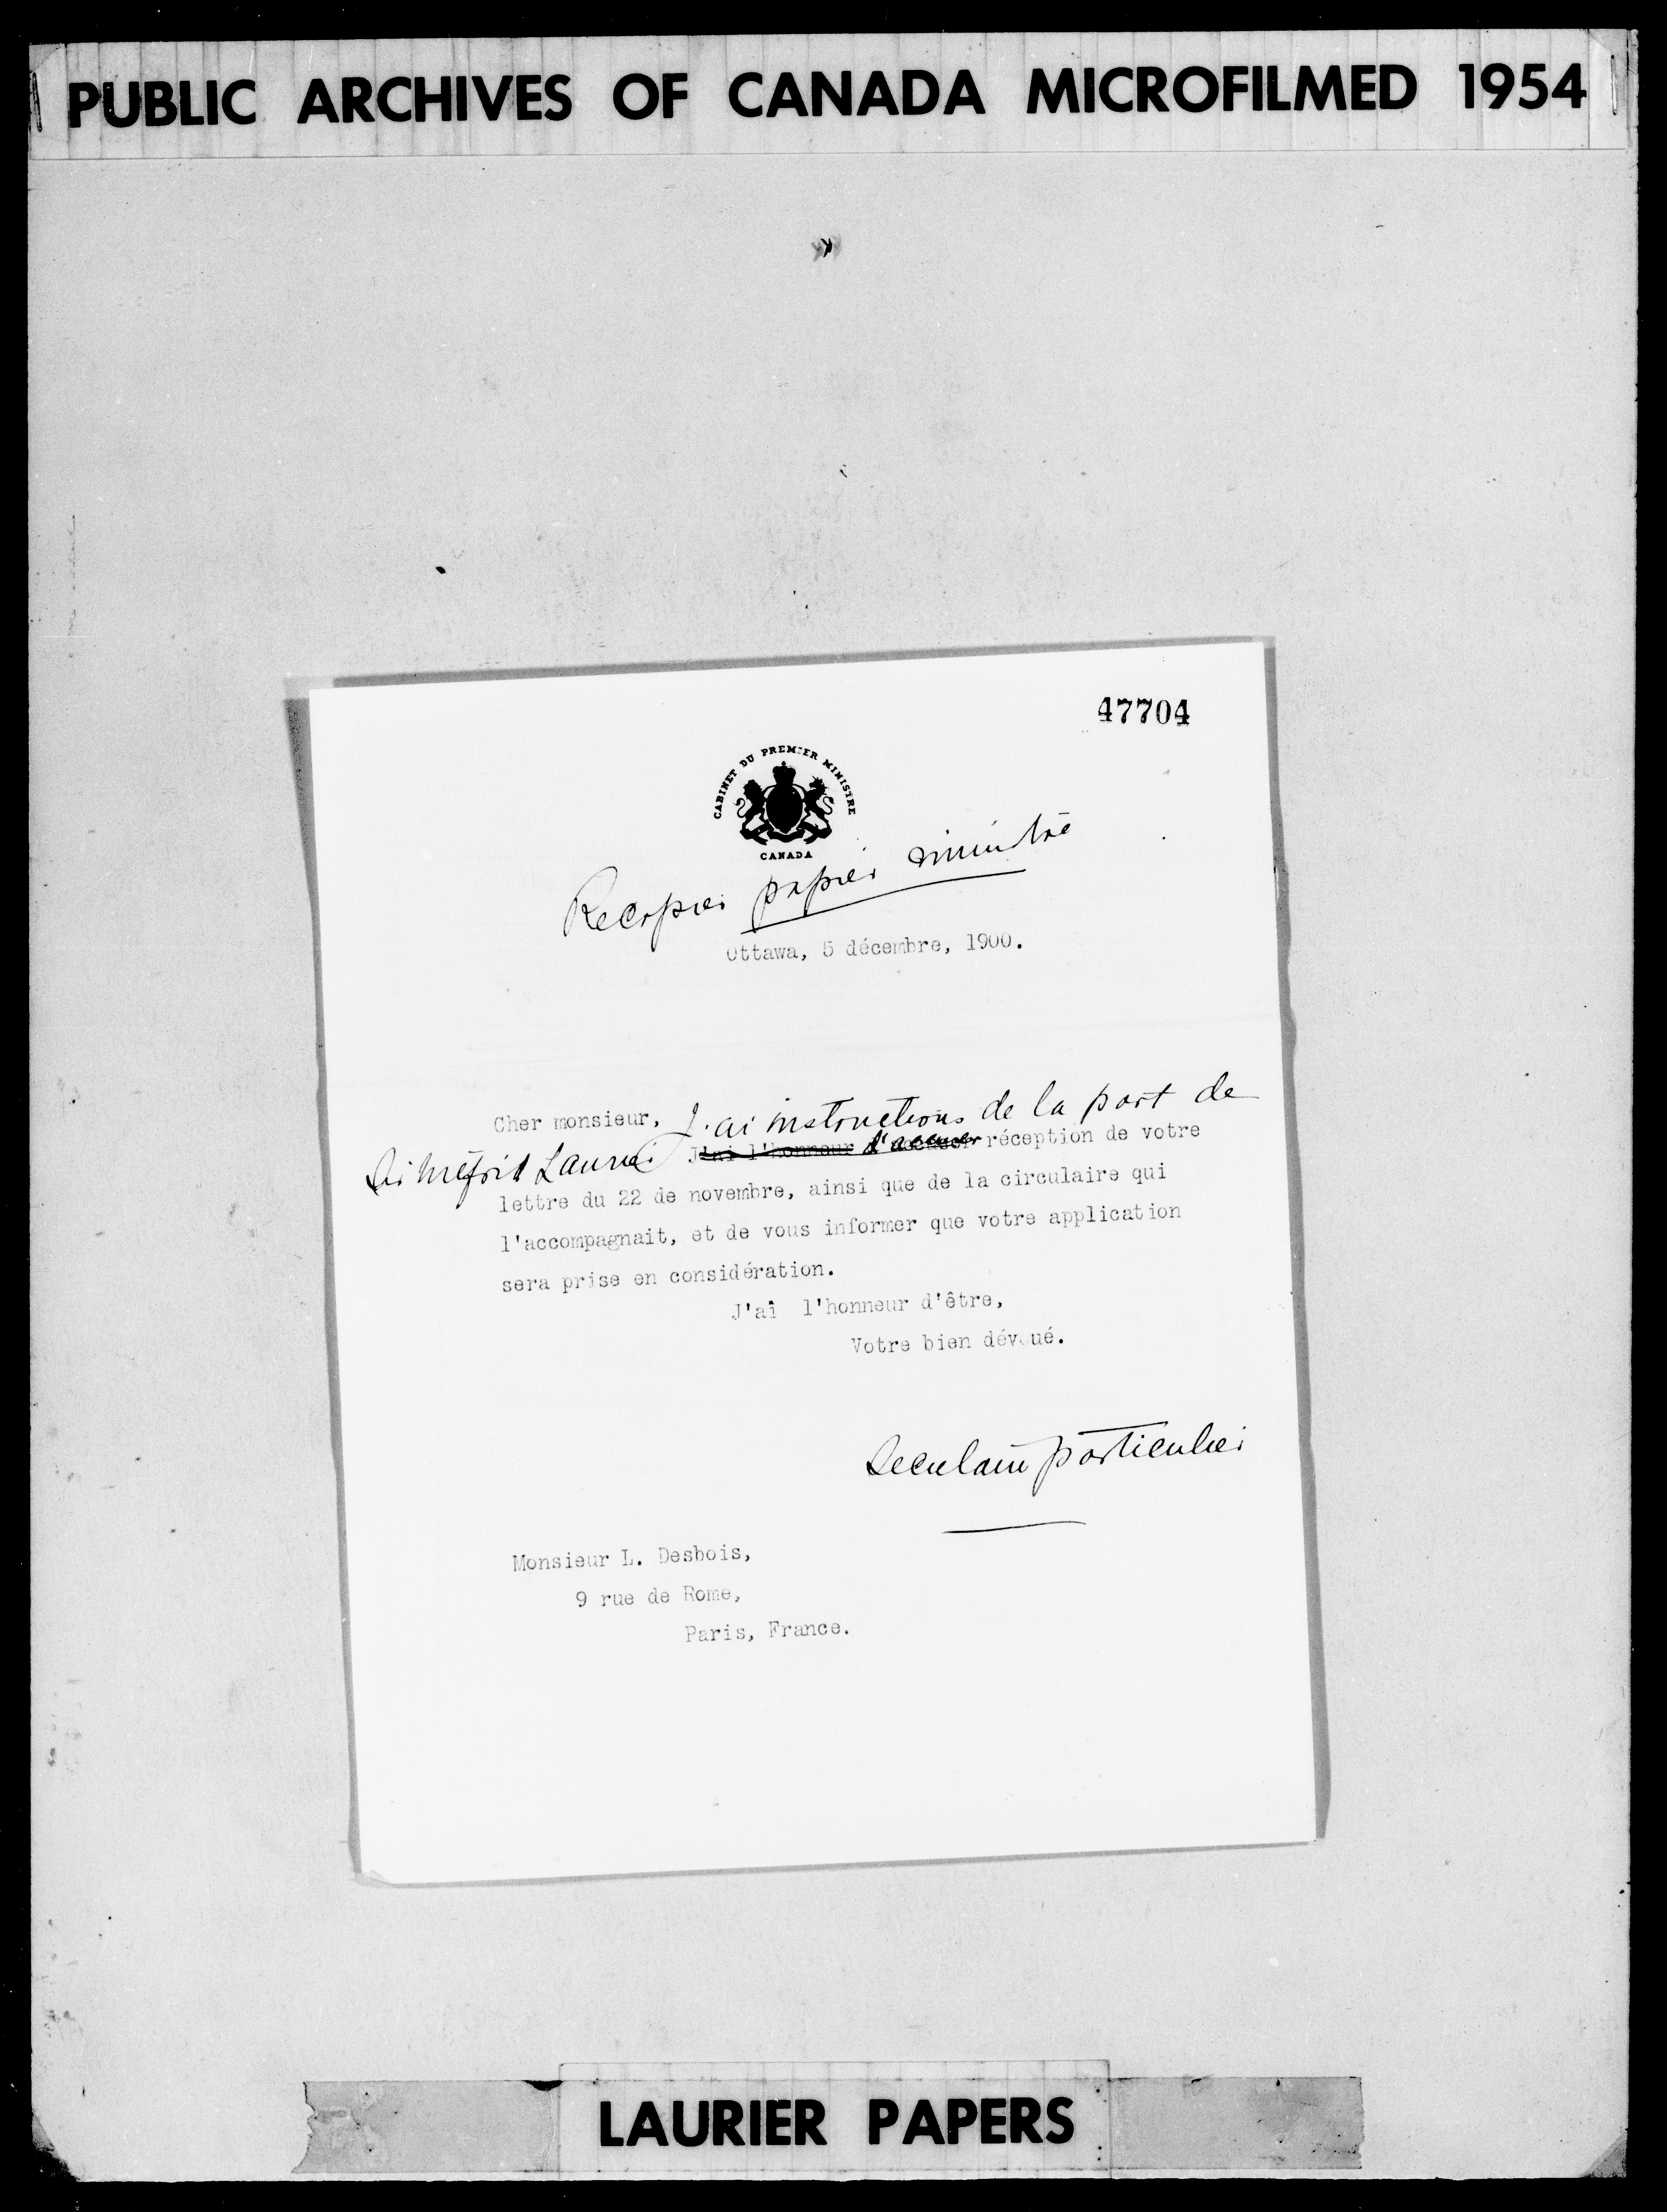 PUBLIC ARCHIVES OF CANADA MICROFILMED 1954
47704
CABINET DU PREMIER MINISTRE
CANADA
Recopier papier ministre
Ottawa, 5 décembre, 1900.
Cher monsieur, J'ai instructions de la part de
Sir Wilfrid Laurier J'ai l'honneur d'accuser réception de votre
lettre du 22 de novembre, ainsi que de la circulaire qui
l'accompagnait, et de vous informer que votre application
sera prise en considération.
J'aî l'honneur d'être,
Votre bien dévoué.
Secretaire particulier
Monsieur L. Desbois,
9 rue de Rome,
Paris, France.
LAURIER PAPERS